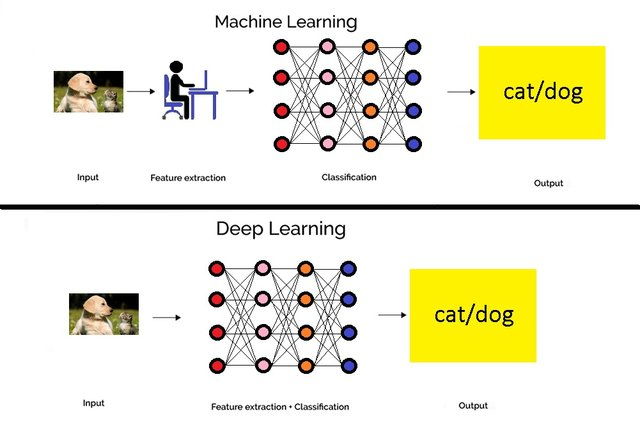 Machine Learning
cat/dog
Input
Feature extraction
Classification
Output
Deep Learning
cat/dog
Input
Feature extraction + Classification
Output